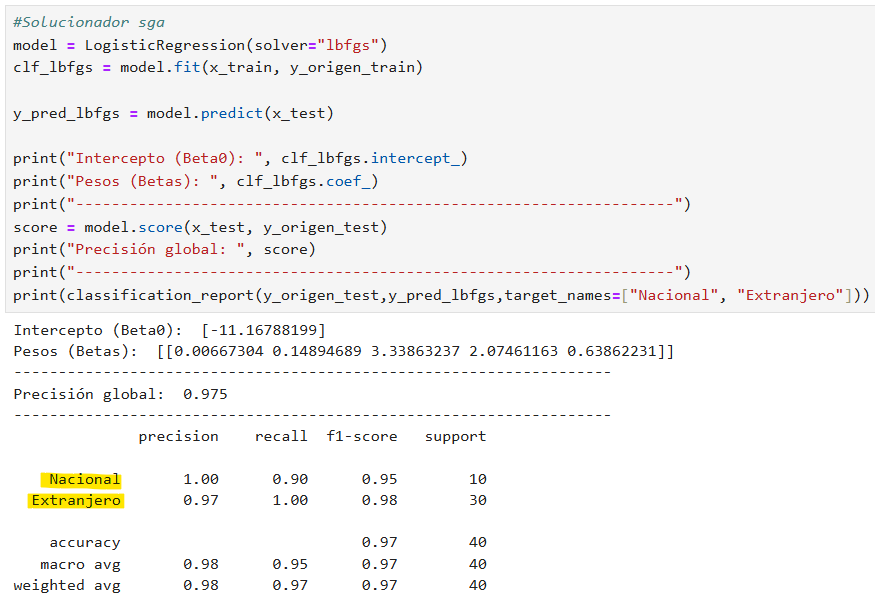 #Solucionador sga
model = LogisticRegression(solver="lbfgs")
clf_lbfgs = model.fit(x_train, y_origen_train)
y_pred_lbfgs = model.predict(x_test)
print("Intercepto (Beta0): ", clf_lbfgs.intercept_)
print("Pesos (Betas): ", clf_lbfgs.coef_)
print("-------------------------------------------------------------------")
score = model.score(x_test, y_origen_test)
print("Precisión global: ", score)
print("-------------------------------------------------------------------")
print(classification_report(y_origen_test,y_pred_lbfgs,target_names=["Nacional", "Extranjero"]))
Intercepto (Beta0):  [-11.16788199]
Pesos (Betas):  [[0.00667304 0.14894689 3.33863237 2.07461163 0.63862231]]
-------------------------------------------------------------------
Precisión global:  0.975
-------------------------------------------------------------------
              precision    recall  f1-score   support
    Nacional       1.00      0.90      0.95        10
  Extranjero       0.97      1.00      0.98        30
    accuracy                           0.97        40
   macro avg       0.98      0.95      0.97        40
weighted avg       0.98      0.97      0.97        40